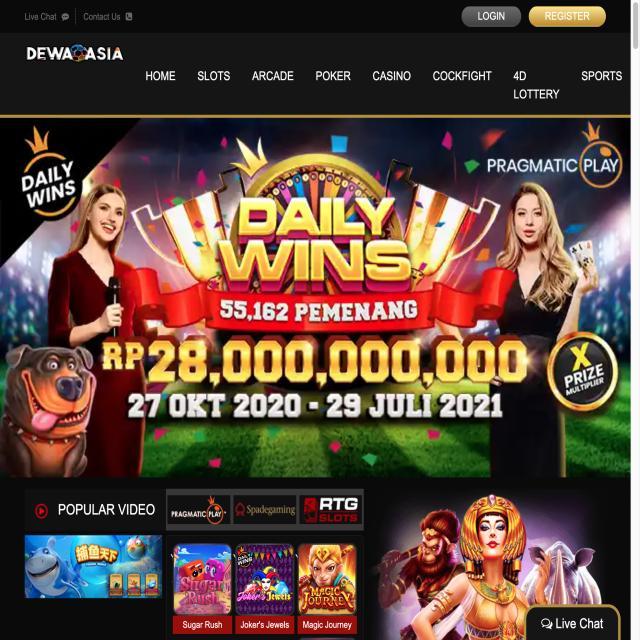 Live Chat
Contact Us
LOGIN
REGISTER
DEWA ASIA
HOME
SLOTS
ARCADE
POKER
CASINO
COCKFIGHT
4D LOTTERY
SPORTS
DAILY
WINS
PRAGMATIC PLAY
DAILY
WINS
55,162 PEMENANG
RP28,000,000,000
X
PRIZE
MULTIPLIER
27 OKT 2020 - 29 JULI 2021
POPULAR VIDEO
PRAGMATIC PLAY
Spadegaming
RTG
SLOTS
捕鱼天下
Sugar
Rush
DAILY
WINS
Joker's Jewels
MAGIC
JOURNEY
Sugar Rush
Joker's Jewels
Magic Journey
Live Chat